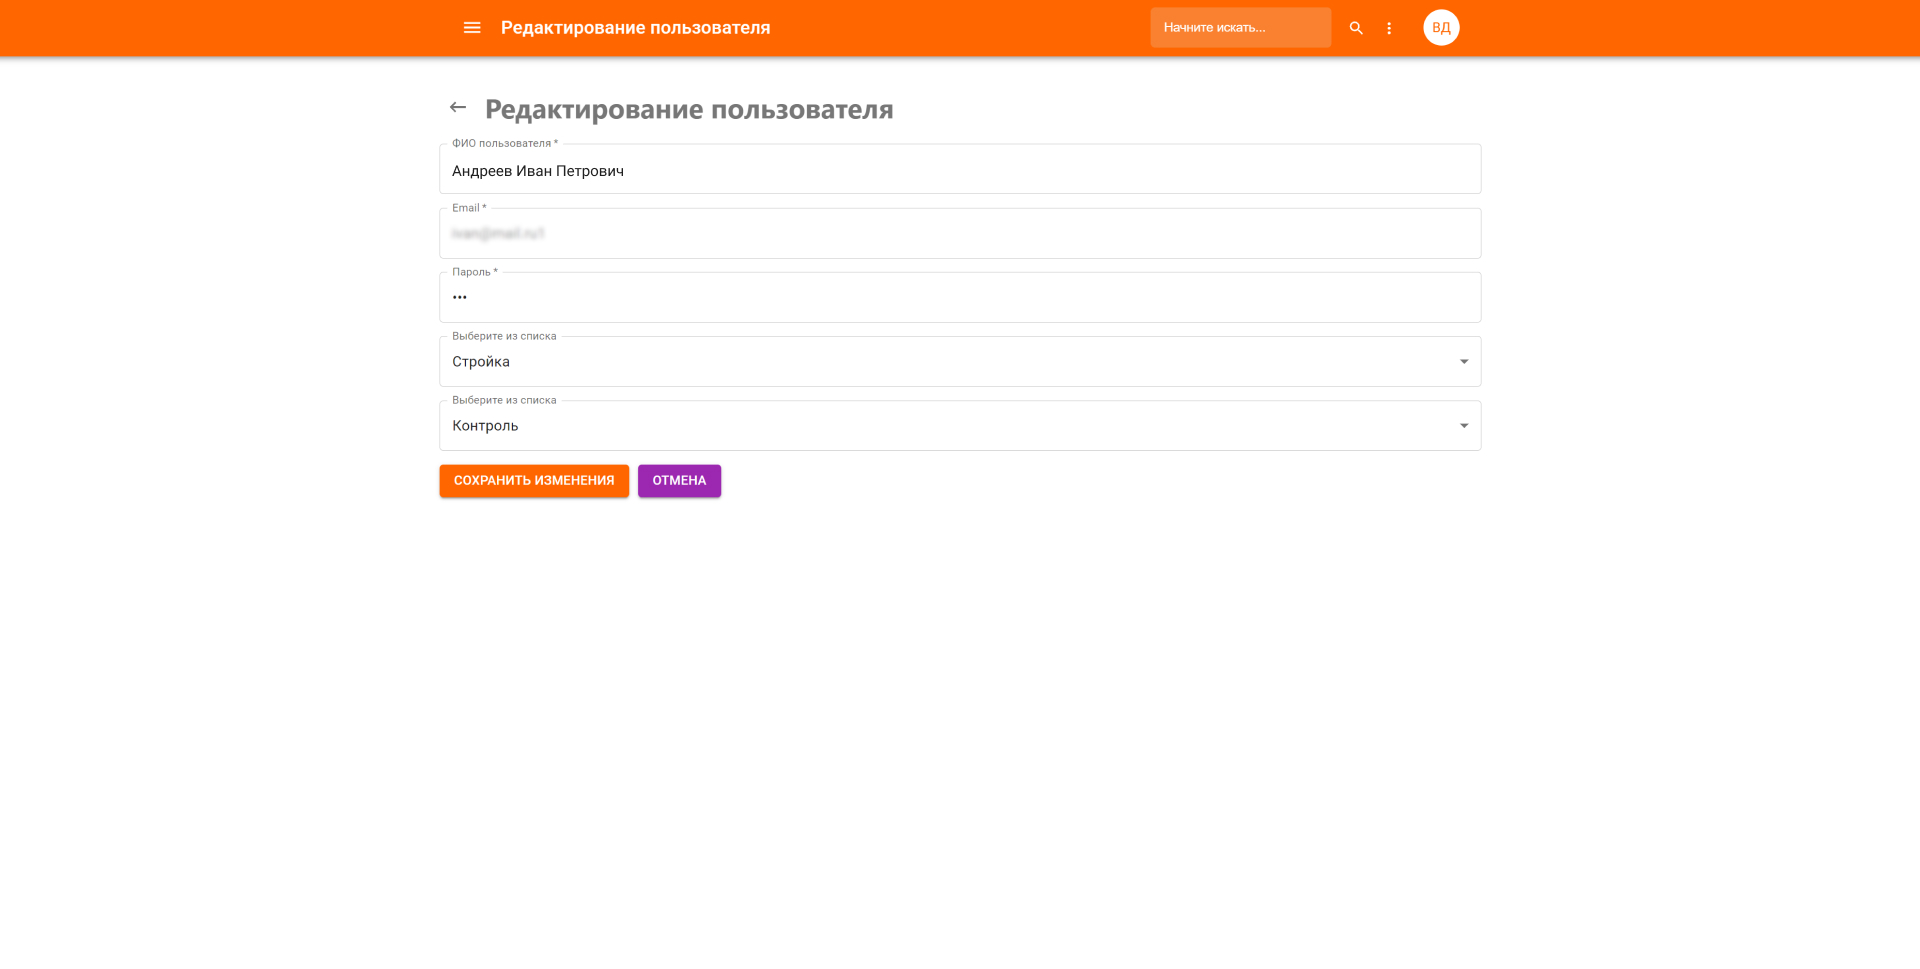 Редактирование пользователя
Начните искать...
ВД
Редактирование пользователя
ФИО пользователя *
Андреев Иван Петрович
Email *
Пароль *
•••
Выберите из списка
Стройка
Выберите из списка
Контроль
СОХРАНИТЬ ИЗМЕНЕНИЯ
ОТМЕНА